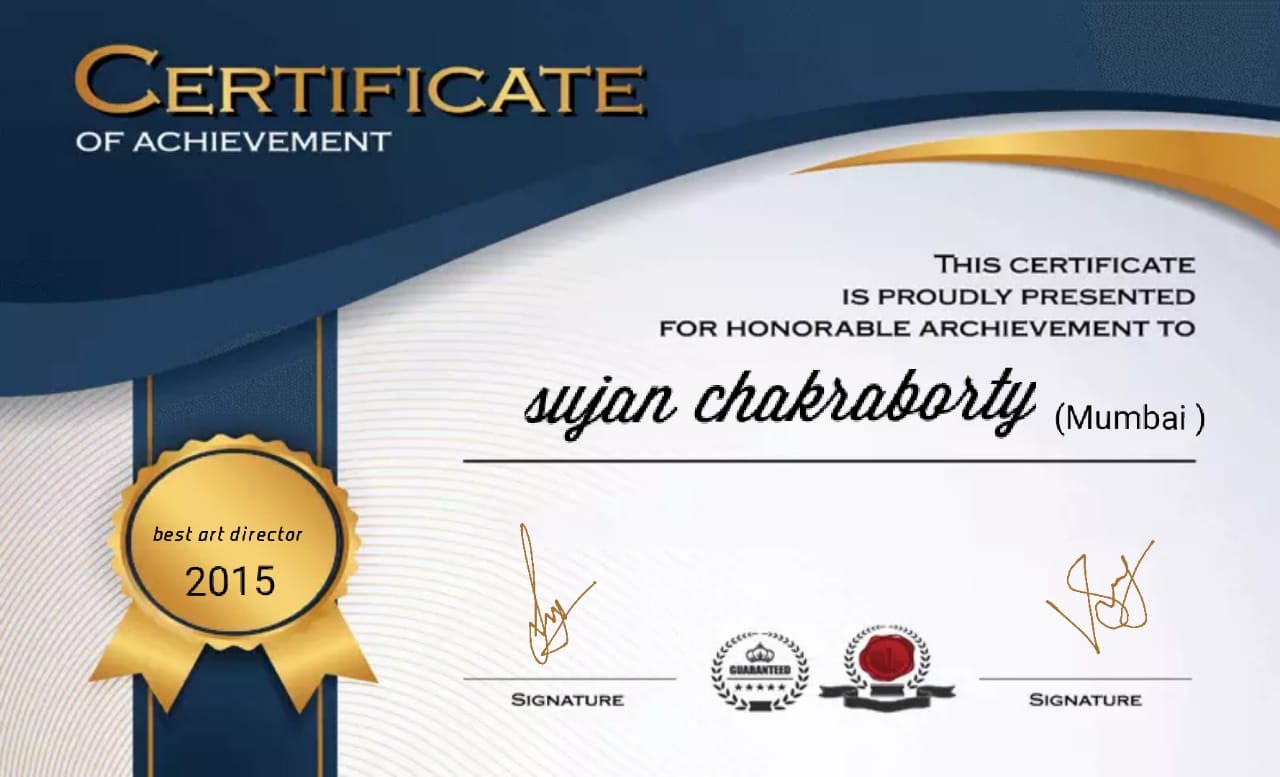 CERTIFICATE
OF ACHIEVEMENT
THIS CERTIFICATE
IS PROUDLY PRESENTED
FOR HONORABLE ARCHIEVEMENT TO
sujan chakraborty (Mumbai )
best art director
2015
GUARANTEED
1
SIGNATURE
SIGNATURE